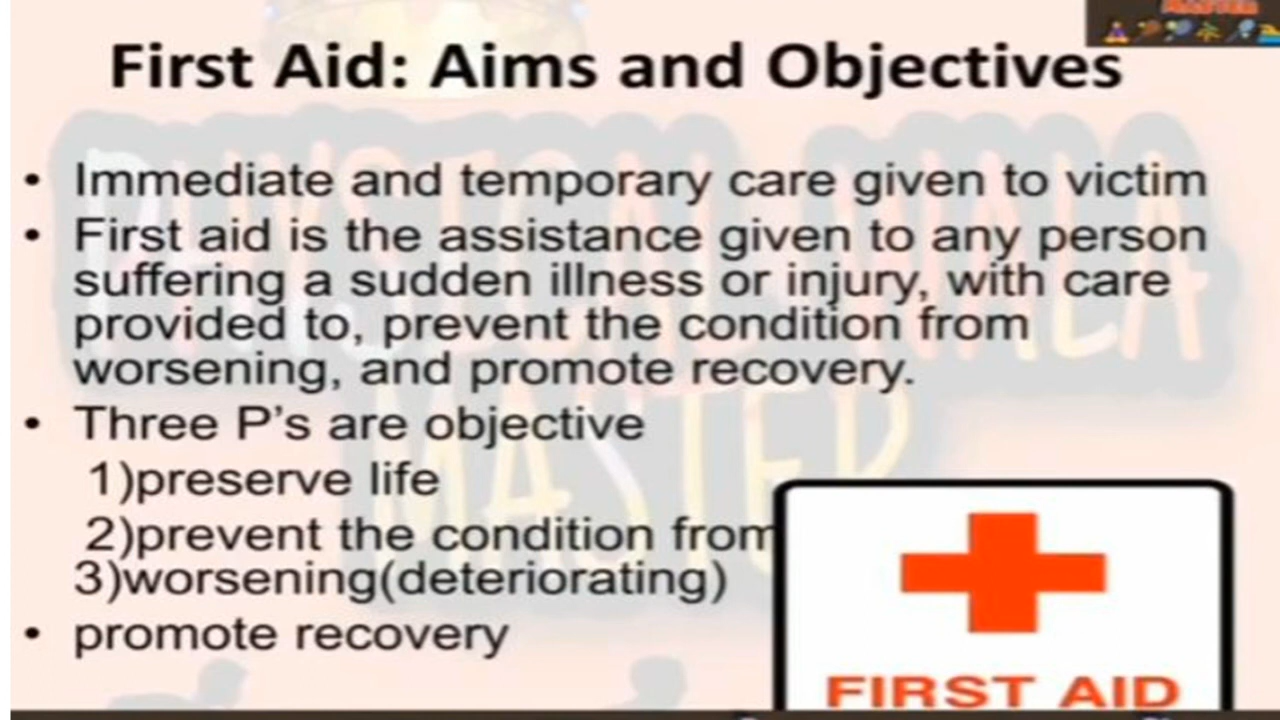 First Aid: Aims and Objectives
• Immediate and temporary care given to victim
• First aid is the assistance given to any person
suffering a sudden illness or injury, with care
provided to, prevent the condition from
worsening, and promote recovery.
• Three P's are objective
1)preserve life
2)prevent the condition from
3)worsening(deteriorating)
• promote recovery
FIRST AID
MASTER